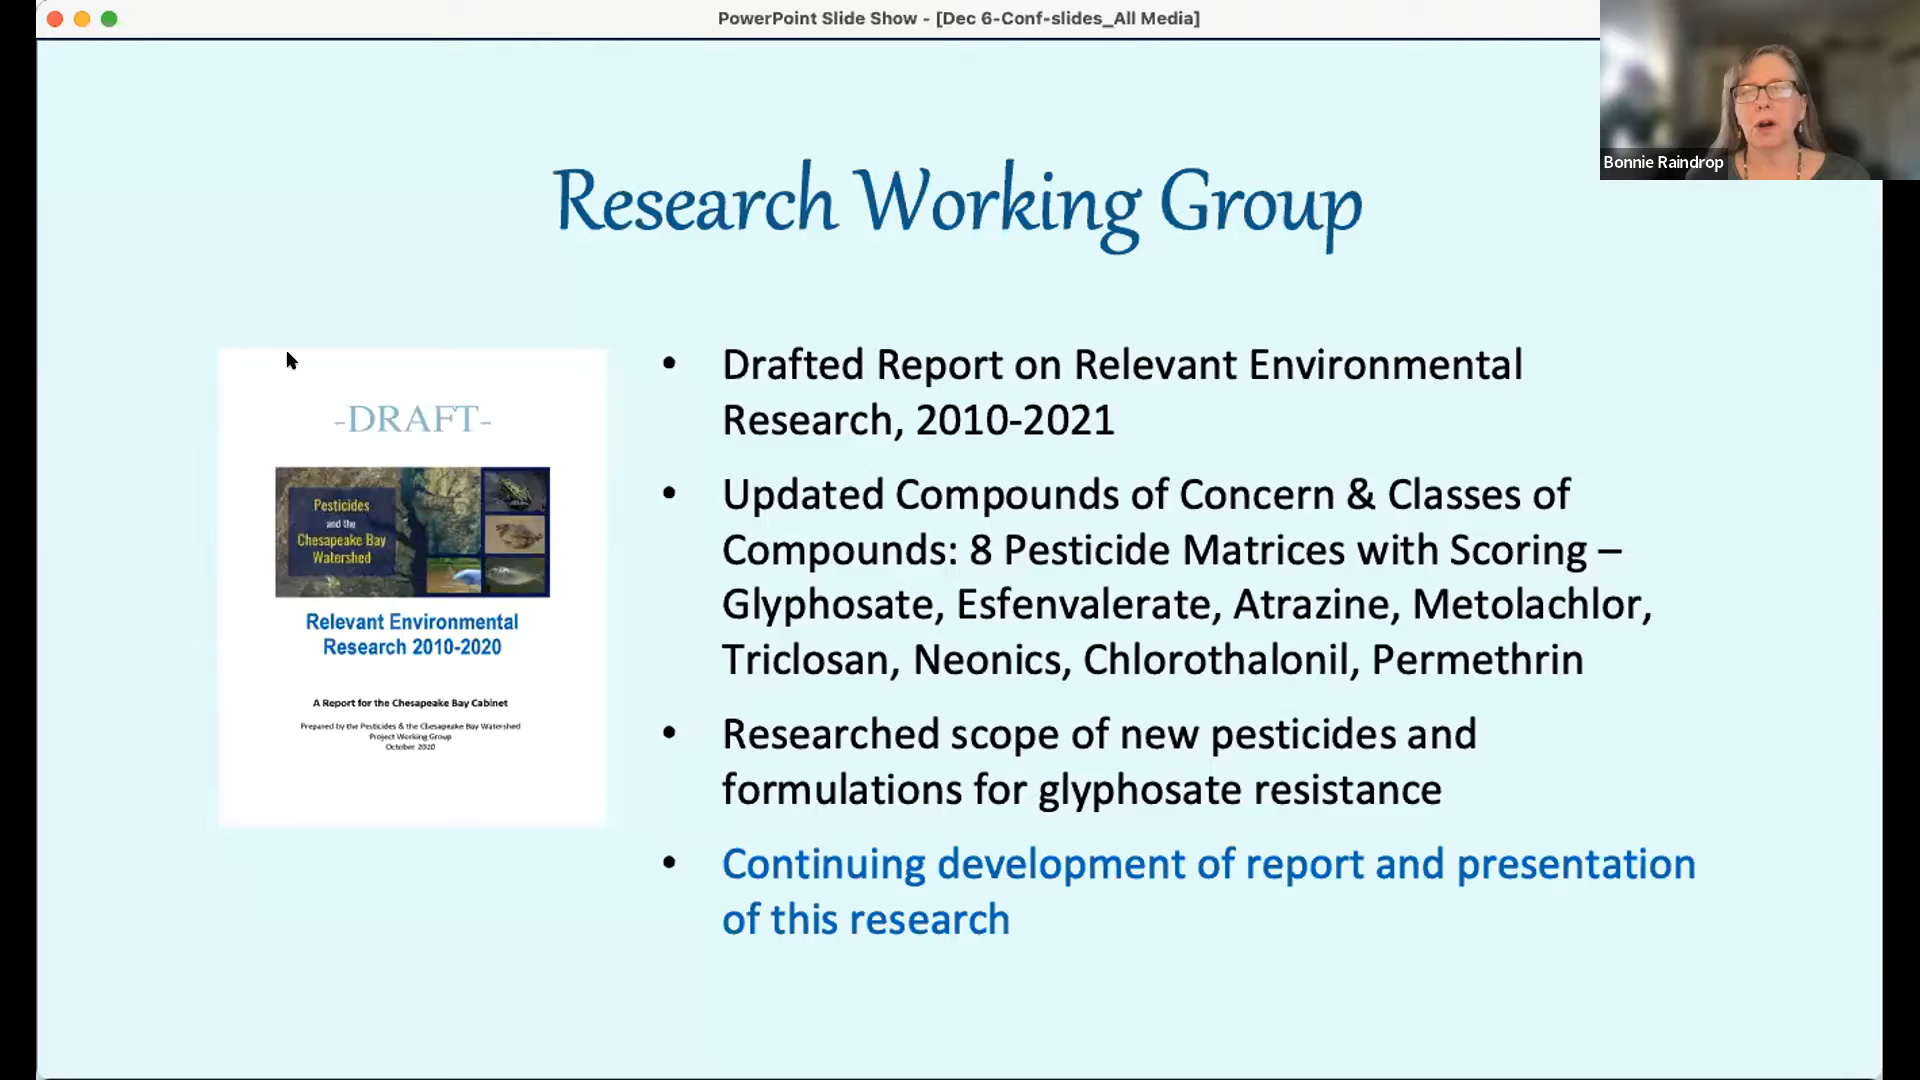 PowerPoint Slide Show - [Dec 6-Conf-slides_All Media]
Bonnie Raindrop
Research Working Group
-DRAFT-
Pesticides
and the
Chesapeake Bay
Watershed
Relevant Environmental
Research 2010-2020
A Report for the Chesapeake Bay Cabinet
Prepared by the Pesticides & the Chesapeake Bay Watershed
Project Working Group
October 2020
• Drafted Report on Relevant Environmental
Research, 2010-2021
• Updated Compounds of Concern & Classes of
Compounds: 8 Pesticide Matrices with Scoring –
Glyphosate, Esfenvalerate, Atrazine, Metolachlor,
Triclosan, Neonics, Chlorothalonil, Permethrin
• Researched scope of new pesticides and
formulations for glyphosate resistance
• Continuing development of report and presentation
of this research